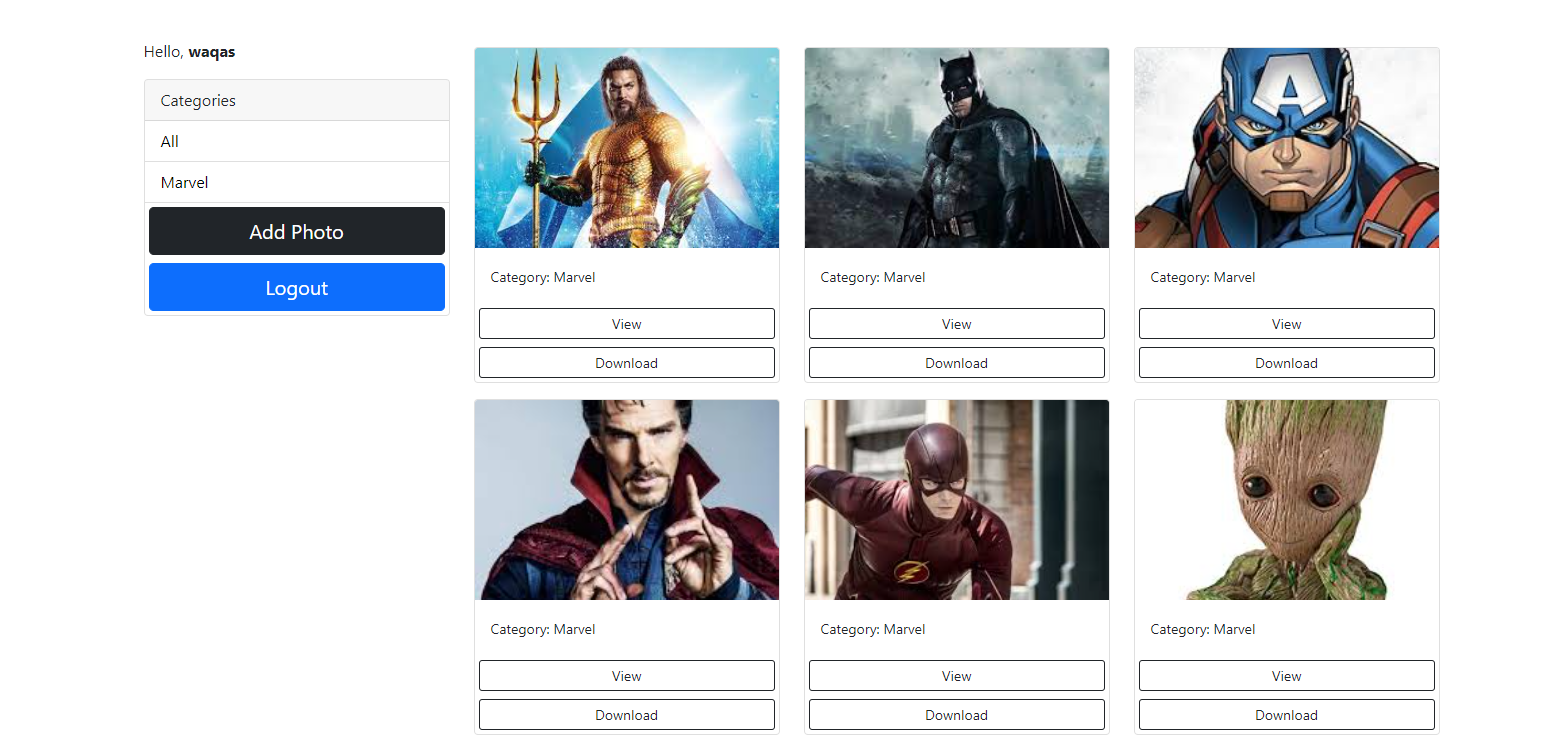 Hello, waqas
Categories
All
Marvel
Add Photo
Logout
Category: Marvel
View
Download
Category: Marvel
View
Download
A
Category: Marvel
View
Download
Category: Marvel
View
Download
Category: Marvel
View
Download
Category: Marvel
View
Download